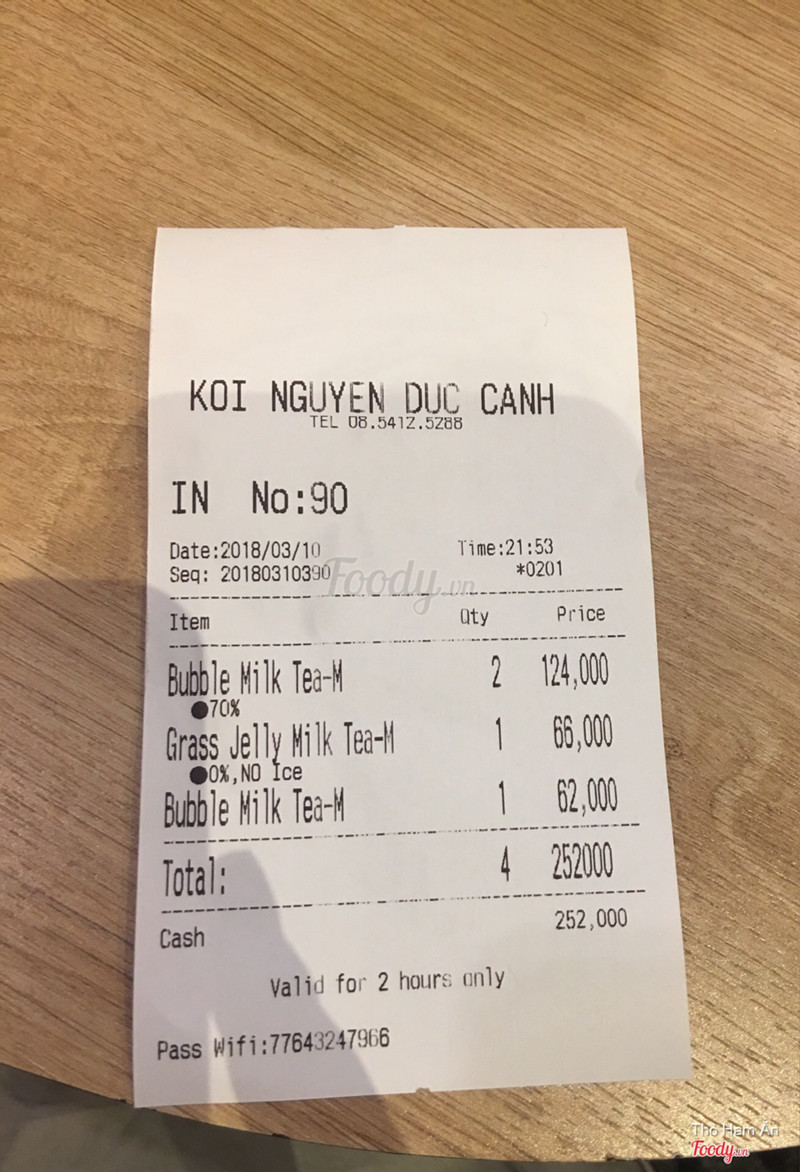 KOI NGUYEN DUC CANH
TEL 08.5412.5288
IN No:90
Date:2018/03/10 Time:21:53
Seq: 20180310390 *0201
Item Qty Price
Bubble Milk Tea-M 2 124,000
●70%
Grass Jelly Milk Tea-M 1 66,000
●0%,NO Ice
Bubble Milk Tea-M 1 62,000
Total: 4 252000
Cash 252,000
Valid for 2 hours only
Pass Wifi:77643247966
Foody.vn
Thỏ Ham Ăn
Foody.vn